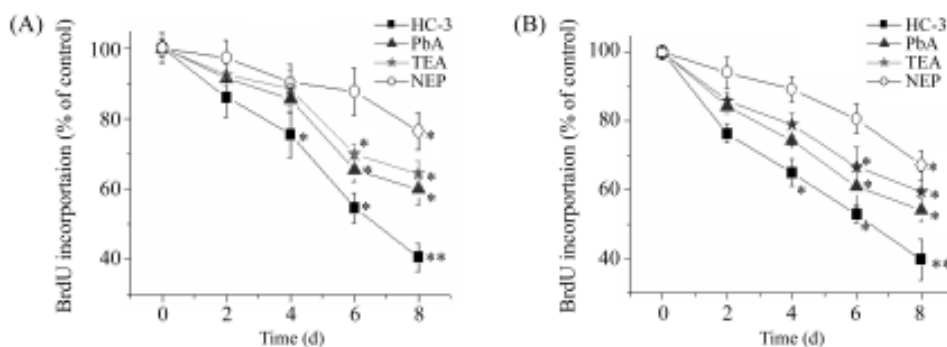 (A)
HC-3
PbA
TEA
NEP
BrdU incorportaion (% of control)
100
80
60
40
0 2 4 6 8
Time (d)
*
*
*
*
*
*
*
*
**
(B)
HC-3
PbA
TEA
NEP
BrdU incorportaion (% of control)
100
80
60
40
0 2 4 6 8
Time (d)
*
*
*
*
*
*
*
*
**